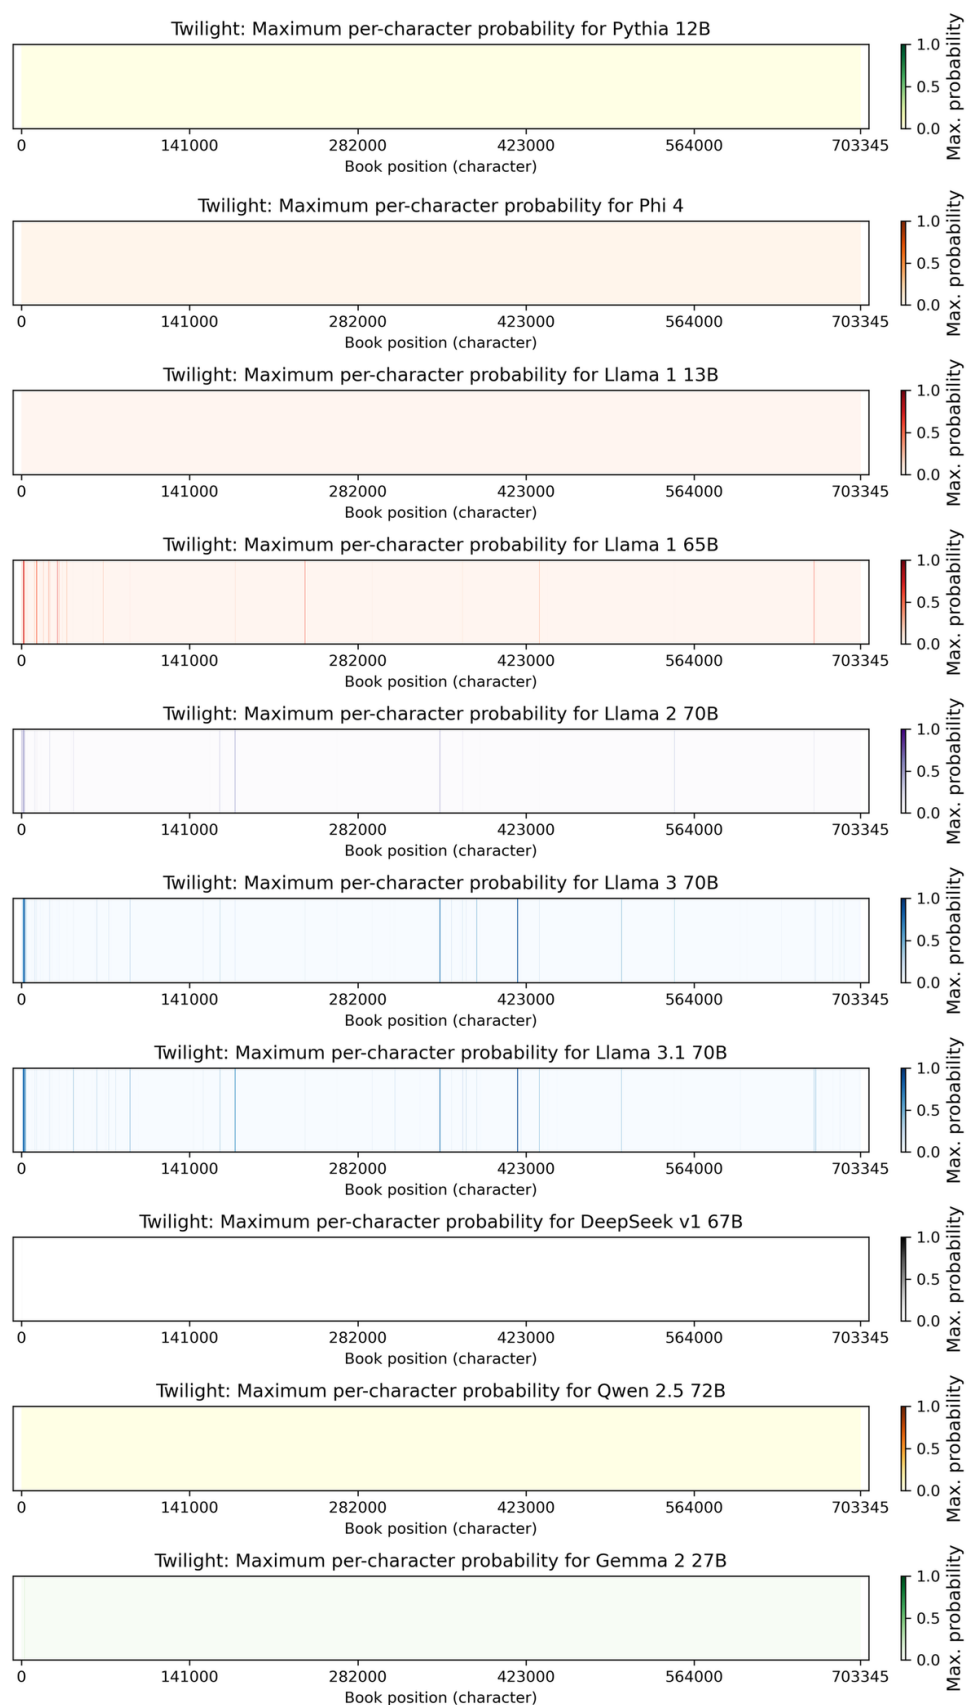 Twilight: Maximum per-character probability for Pythia 12B
1.0
0.5
0.0
Max. probability
0 141000 282000 423000 564000 703345
Book position (character)
Twilight: Maximum per-character probability for Phi 4
1.0
0.5
0.0
Max. probability
0 141000 282000 423000 564000 703345
Book position (character)
Twilight: Maximum per-character probability for Llama 1 13B
1.0
0.5
0.0
Max. probability
0 141000 282000 423000 564000 703345
Book position (character)
Twilight: Maximum per-character probability for Llama 1 65B
1.0
0.5
0.0
Max. probability
0 141000 282000 423000 564000 703345
Book position (character)
Twilight: Maximum per-character probability for Llama 2 70B
1.0
0.5
0.0
Max. probability
0 141000 282000 423000 564000 703345
Book position (character)
Twilight: Maximum per-character probability for Llama 3 70B
1.0
0.5
0.0
Max. probability
0 141000 282000 423000 564000 703345
Book position (character)
Twilight: Maximum per-character probability for Llama 3.1 70B
1.0
0.5
0.0
Max. probability
0 141000 282000 423000 564000 703345
Book position (character)
Twilight: Maximum per-character probability for DeepSeek v1 67B
1.0
0.5
0.0
Max. probability
0 141000 282000 423000 564000 703345
Book position (character)
Twilight: Maximum per-character probability for Qwen 2.5 72B
1.0
0.5
0.0
Max. probability
0 141000 282000 423000 564000 703345
Book position (character)
Twilight: Maximum per-character probability for Gemma 2 27B
1.0
0.5
0.0
Max. probability
0 141000 282000 423000 564000 703345
Book position (character)